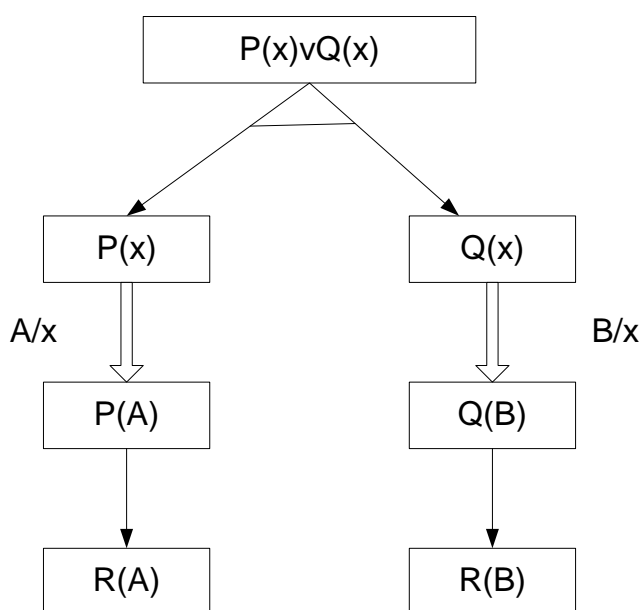 P(x)vQ(x)
P(x)
Q(x)
A/x
B/x
P(A)
Q(B)
R(A)
R(B)